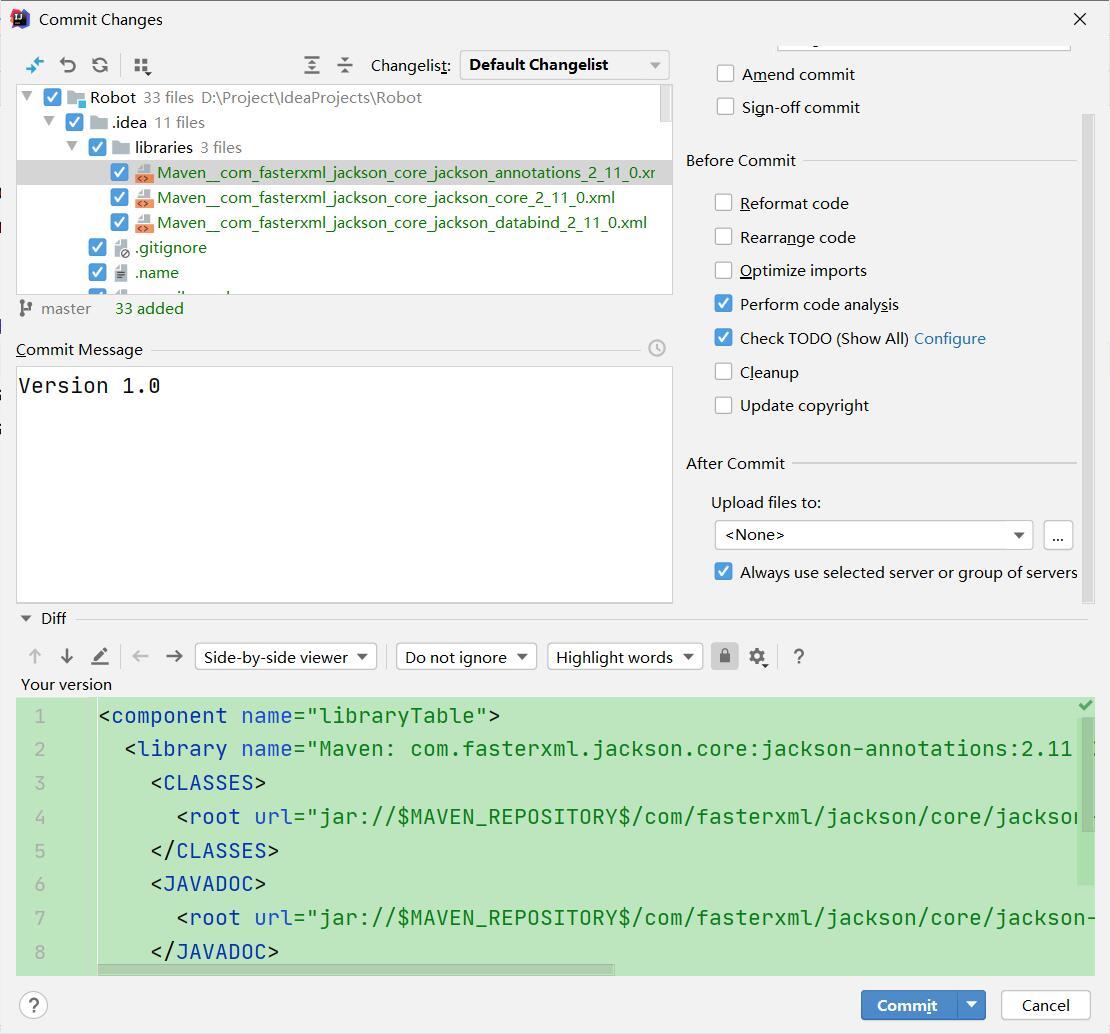 Commit Changes
Changelist: Default Changelist
Robot 33 files D:\Project\IdeaProjects\Robot
.idea 11 files
libraries 3 files
Maven__com_fasterxml_jackson_core_jackson_annotations_2_11_0.xr
Maven__com_fasterxml_jackson_core_jackson_core_2_11_0.xml
Maven__com_fasterxml_jackson_core_jackson_databind_2_11_0.xml
.gitignore
.name
master 33 added
Commit Message
Version 1.0
Amend commit
Sign-off commit
Before Commit
Reformat code
Rearrange code
Optimize imports
Perform code analysis
Check TODO (Show All) Configure
Cleanup
Update copyright
After Commit
Upload files to:
<None>
...
Always use selected server or group of servers
Diff
Side-by-side viewer Do not ignore Highlight words ?
Your version
1 <component name="libraryTable">
2 <library name="Maven: com.fasterxml.jackson.core:jackson-annotations:2.11
3 <CLASSES>
4 <root url="jar://$MAVEN_REPOSITORY$/com/fasterxml/jackson/core/jackson-
5 </CLASSES>
6 <JAVADOC>
7 <root url="jar://$MAVEN_REPOSITORY$/com/fasterxml/jackson/core/jackson-
8 </JAVADOC>
? Commit Cancel